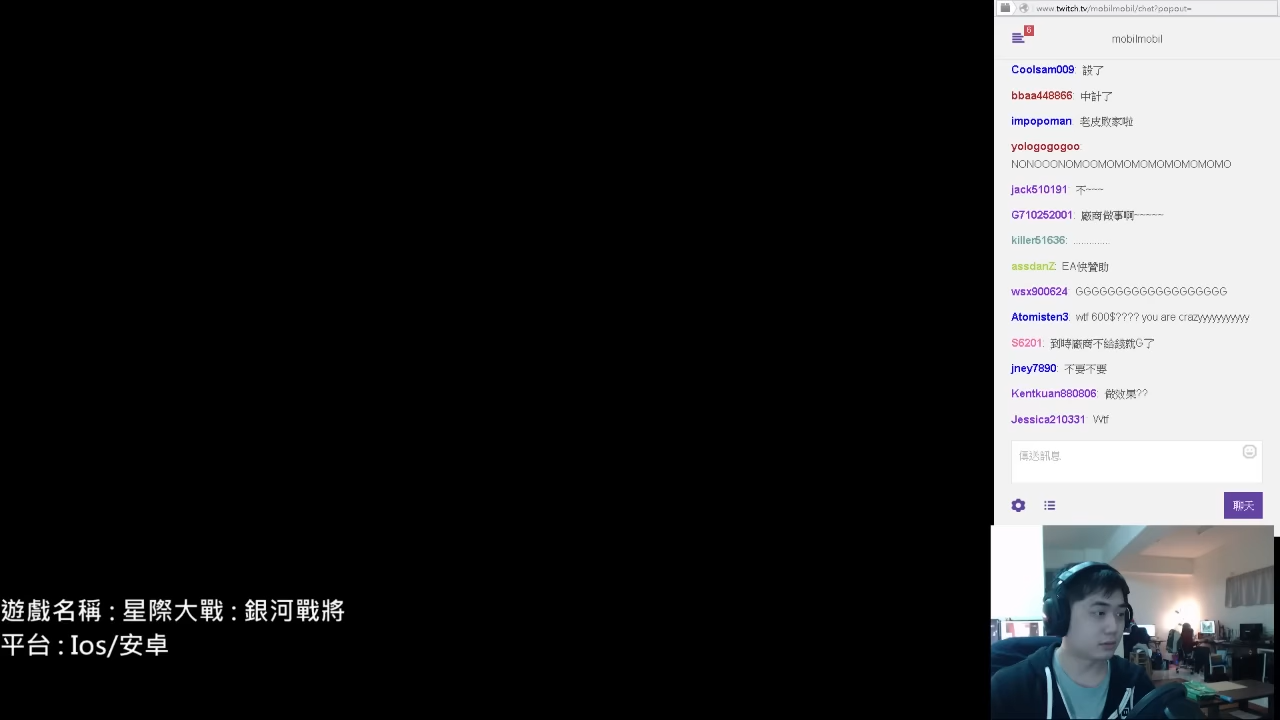 www.twitch.tv/mobilmobil/chat?popout=
6
mobilmobil
Coolsam009: 設了
bbaa448866: 中計了
impopoman: 老皮敗家啦
yologogogoo:
NONOOONOMOOMOMOMOMOMOMOMOMO
jack510191: 不~~~
G710252001: 廠商做事啊~~~~~
killer51636: .............
assdanZ: EA快贊助
wsx900624: GGGGGGGGGGGGGGGGGGG
Atomisten3: wtf 600$???? you are crazyyyyyyyyyy
S6201: 到時廠商不給錢就G了
jney7890: 不要不要
Kentkuan880806: 做效果??
Jessica210331: Wtf
傳送訊息
聊天
遊戲名稱 : 星際大戰 : 銀河戰將
平台 : Ios/安卓